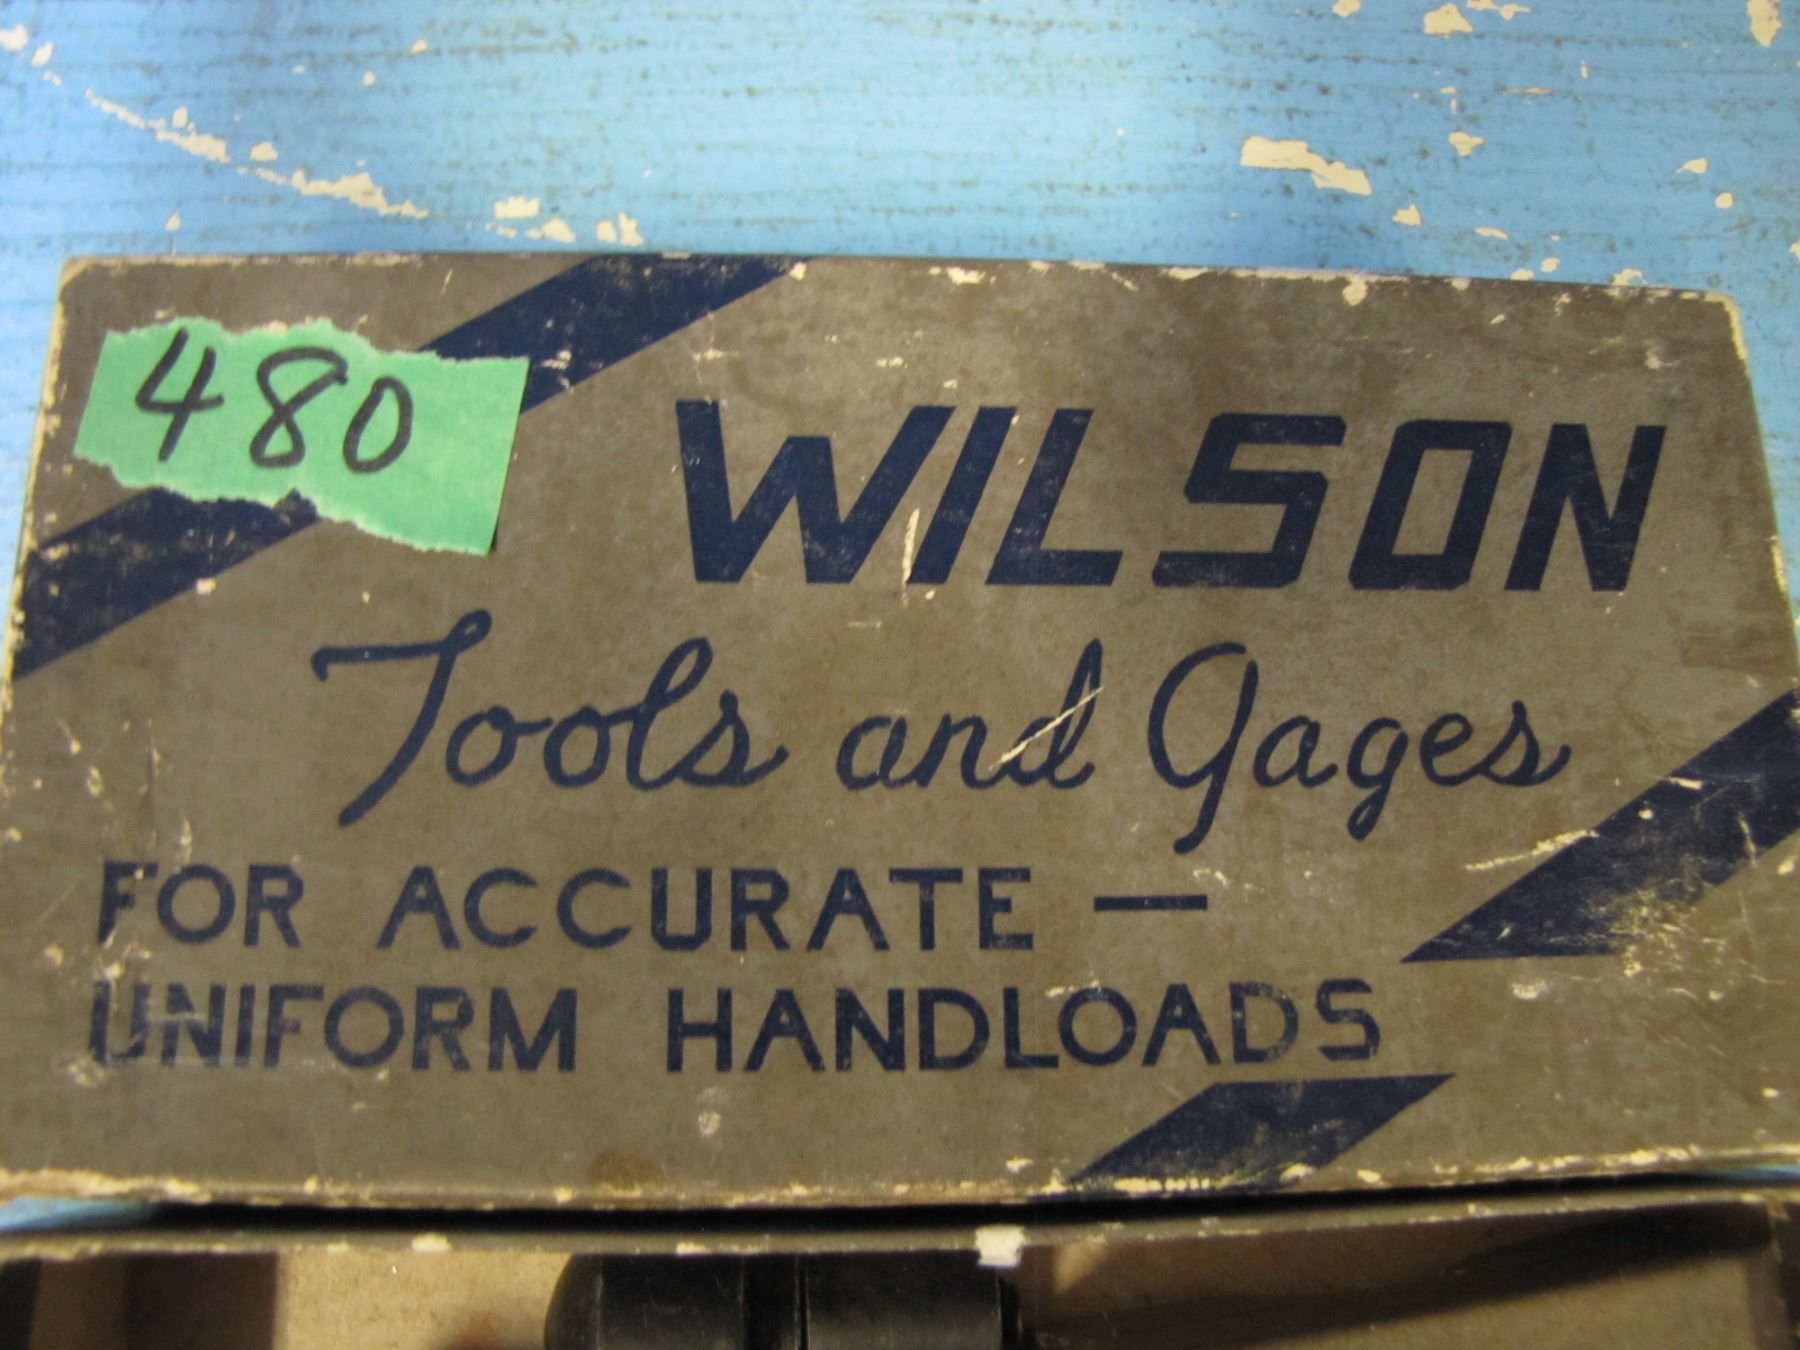 480
WILSON
Tools and Gages
FOR ACCURATE —
UNIFORM HANDLOADS